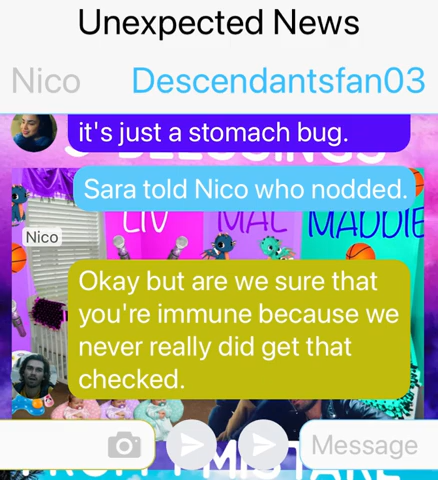 Unexpected News
Nico Descendantsfan03
it's just a stomach bug.
BLESSINGS
Sara told Nico who nodded.
LIV MAL MADDIE
Nico
Okay but are we sure that
you're immune because we
never really did get that
checked.
Message